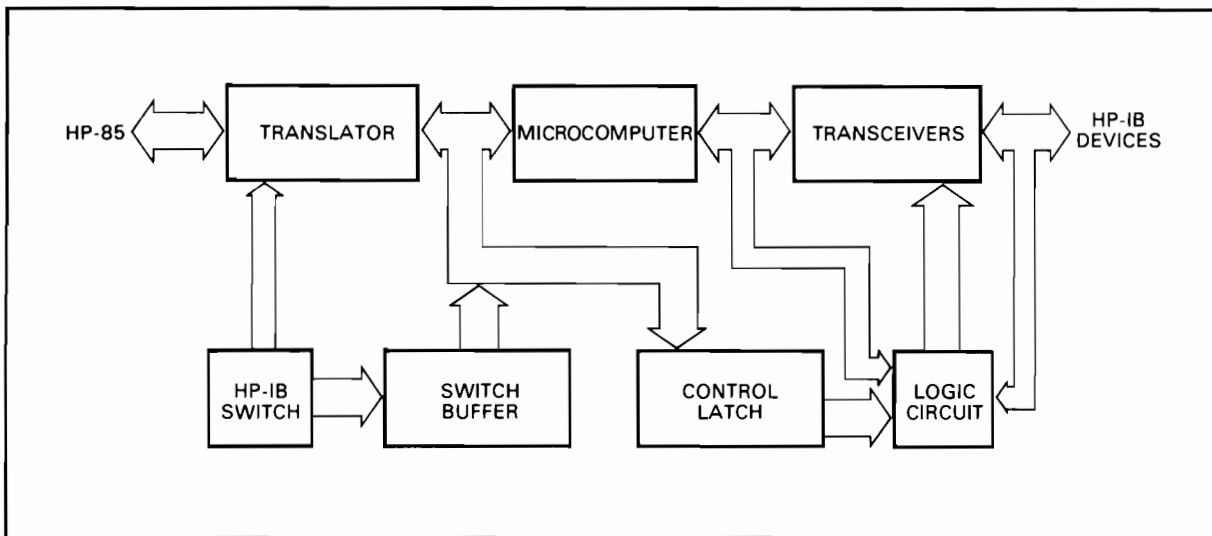 HP-85
TRANSLATOR
MICROCOMPUTER
TRANSCEIVERS
HP-IB
DEVICES
HP-IB
SWITCH
SWITCH
BUFFER
CONTROL
LATCH
LOGIC
CIRCUIT